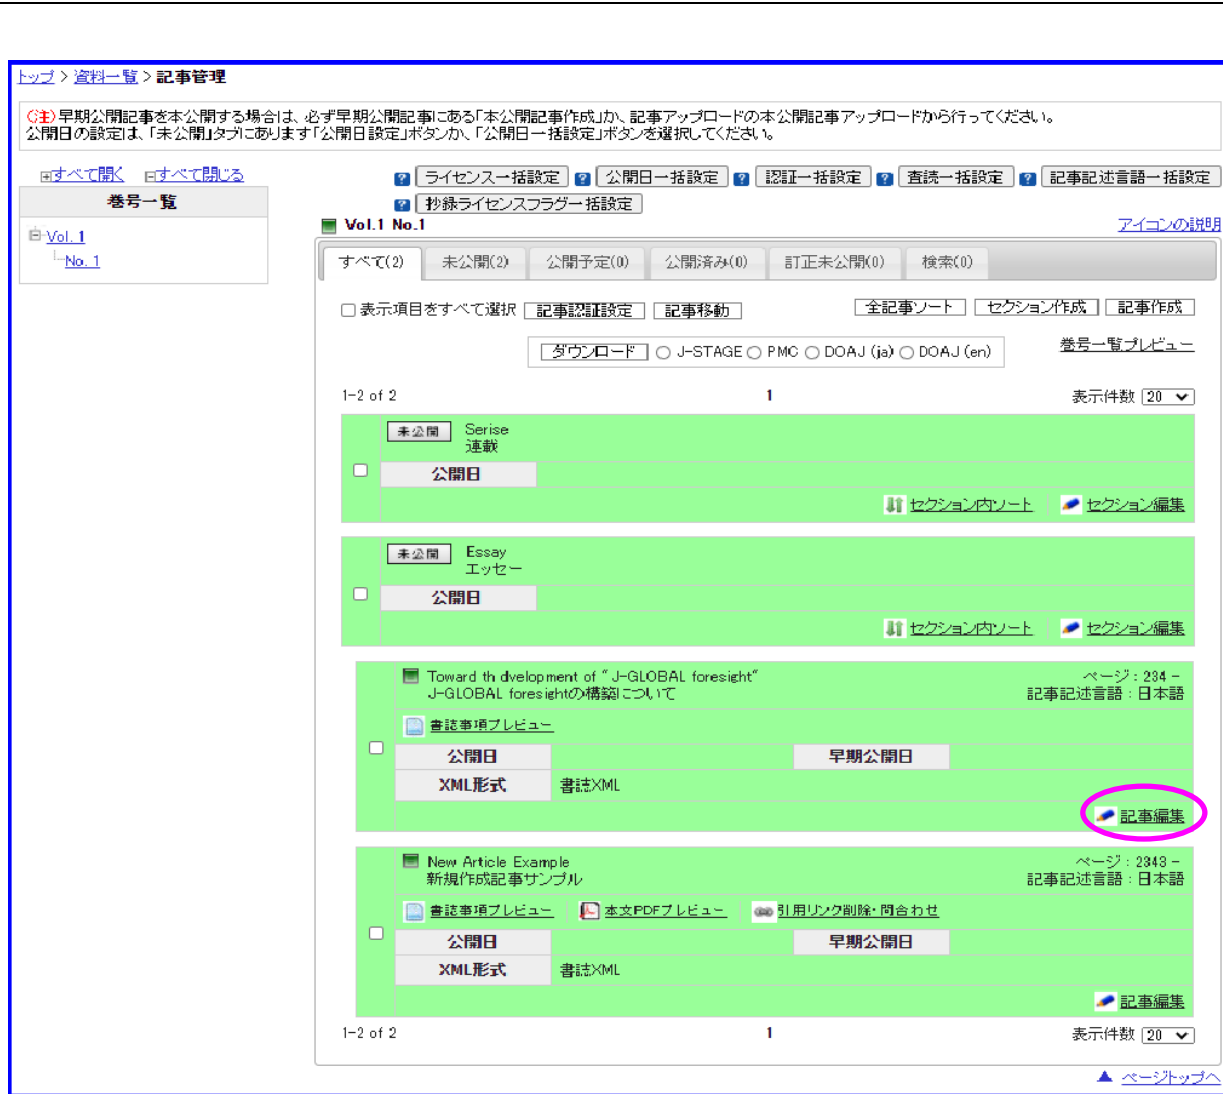 トップ > 資料一覧 > 記事管理
(注)早期公開記事を本公開する場合は、必ず早期公開記事にある「本公開記事作成」か、記事アップロードの本公開記事アップロードから行ってください。
公開日の設定は、「未公開」タブにあります「公開日設定」ボタンか、「公開日一括設定」ボタンを選択してください。
すべて開く すべて閉じる
巻号一覧
Vol. 1
No. 1
? ライセンス一括設定 ? 公開日一括設定 ? 認証一括設定 ? 査読一括設定 ? 記事記述言語一括設定
? 抄録ライセンスフラグ一括設定
Vol.1 No.1 アイコンの説明
すべて(2) 未公開(2) 公開予定(0) 公開済み(0) 訂正未公開(0) 検索(0)
表示項目をすべて選択 記事認証設定 記事移動 全記事ソート セクション作成 記事作成
ダウンロード J-STAGE PMC DOAJ (ja) DOAJ (en) 巻号一覧プレビュー
1-2 of 2 1 表示件数 20
未公開 Serise
連載
公開日
セクション内ソート セクション編集
未公開 Essay
エッセー
公開日
セクション内ソート セクション編集
Toward th dvelopment of "J-GLOBAL foresight" ページ : 234 -
J-GLOBAL foresightの構築について 記事記述言語 : 日本語
書誌事項プレビュー
公開日 早期公開日
XML形式 書誌XML
記事編集
New Article Example ページ : 2343 -
新規作成記事サンプル 記事記述言語 : 日本語
書誌事項プレビュー 本文PDFプレビュー 引用リンク削除・問合わせ
公開日 早期公開日
XML形式 書誌XML
記事編集
1-2 of 2 1 表示件数 20
▲ ページトップへ